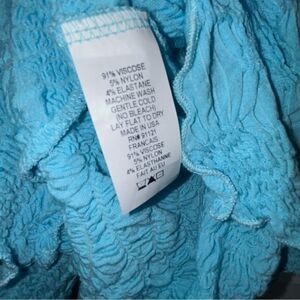 91% VISCOSE
5% NYLON
4% ELASTANE
MACHINE WASH
GENTLE COLD
(NO BLEACH)
LAY FLAT TO DRY
MADE IN USA
RN# 91131
FRANCAIS
91% VISCOSE
5% NYLON
4% ELASTHANNE
FAIT AU EU